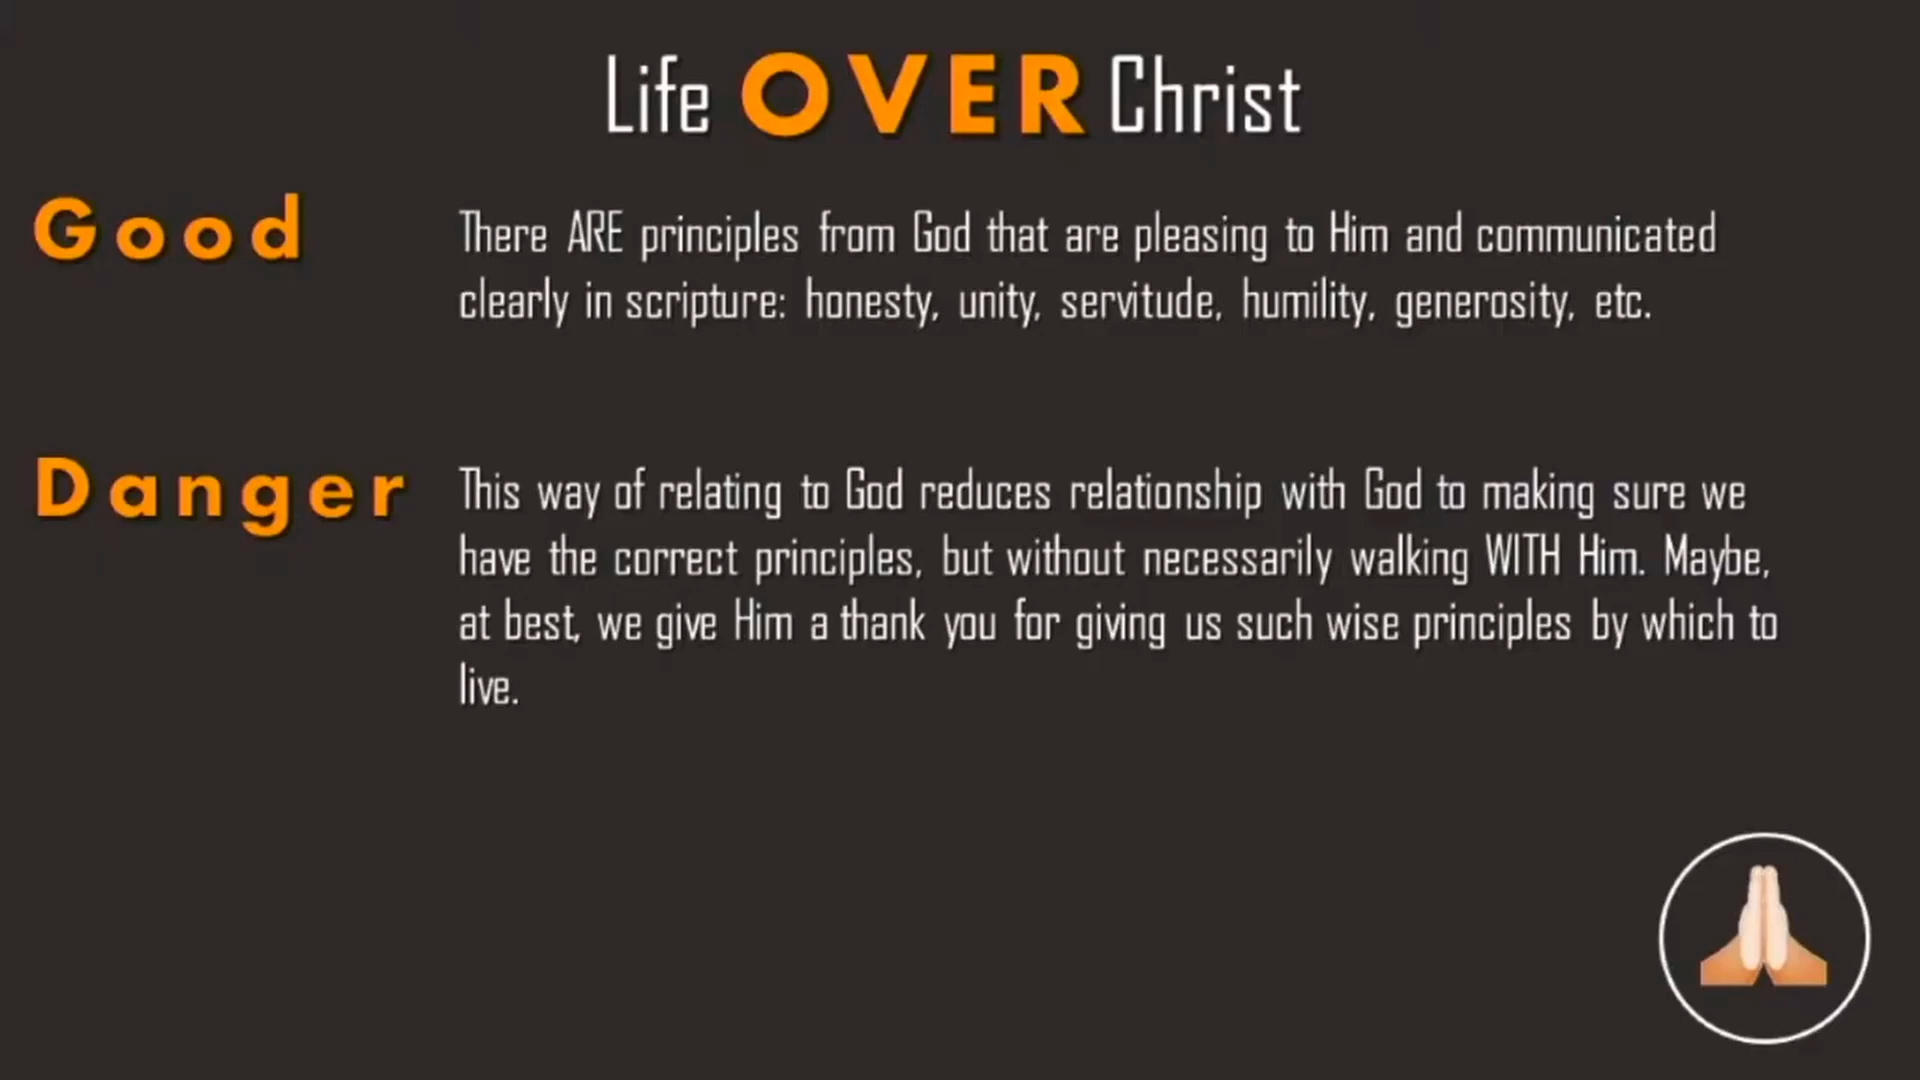 Life OVER Christ
Good
There ARE principles from God that are pleasing to Him and communicated
clearly in scripture: honesty, unity, servitude, humility, generosity, etc.
Danger
This way of relating to God reduces relationship with God to making sure we
have the correct principles, but without necessarily walking WITH Him. Maybe,
at best, we give Him a thank you for giving us such wise principles by which to
live.